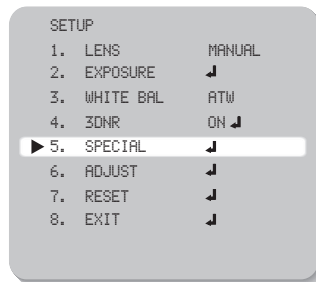 SETUP
1. LENS MANUAL
2. EXPOSURE ↲
3. WHITE BAL ATW
4. 3DNR ON ↲
▶ 5. SPECIAL ↲
6. ADJUST ↲
7. RESET ↲
8. EXIT ↲